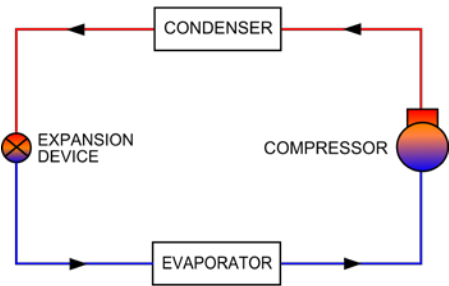 CONDENSER
EXPANSION
DEVICE
COMPRESSOR
EVAPORATOR